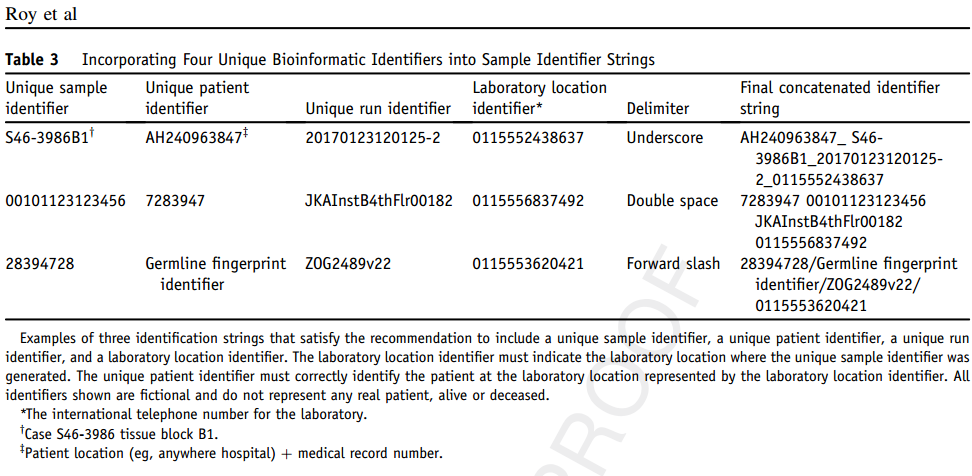 Roy et al
Table 3 Incorporating Four Unique Bioinformatic Identifiers into Sample Identifier Strings
Unique sample identifier
Unique patient identifier
Unique run identifier
Laboratory location identifier*
Delimiter
Final concatenated identifier string
S46-3986B1† AH240963847‡ 20170123120125-2 0115552438637 Underscore AH240963847_ S46-
3986B1_20170123120125-
2_0115552438637
00101123123456 7283947 JKAInstB4thFlr00182 0115556837492 Double space 7283947 00101123123456
JKAInstB4thFlr00182
0115556837492
28394728 Germline fingerprint identifier ZOG2489v22 0115553620421 Forward slash 28394728/Germline fingerprint
identifier/ZOG2489v22/
0115553620421
Examples of three identification strings that satisfy the recommendation to include a unique sample identifier, a unique patient identifier, a unique run
identifier, and a laboratory location identifier. The laboratory location identifier must indicate the laboratory location where the unique sample identifier was
generated. The unique patient identifier must correctly identify the patient at the laboratory location represented by the laboratory location identifier. All
identifiers shown are fictional and do not represent any real patient, alive or deceased.
*The international telephone number for the laboratory.
†Case S46-3986 tissue block B1.
‡Patient location (eg, anywhere hospital) + medical record number.
PROOF